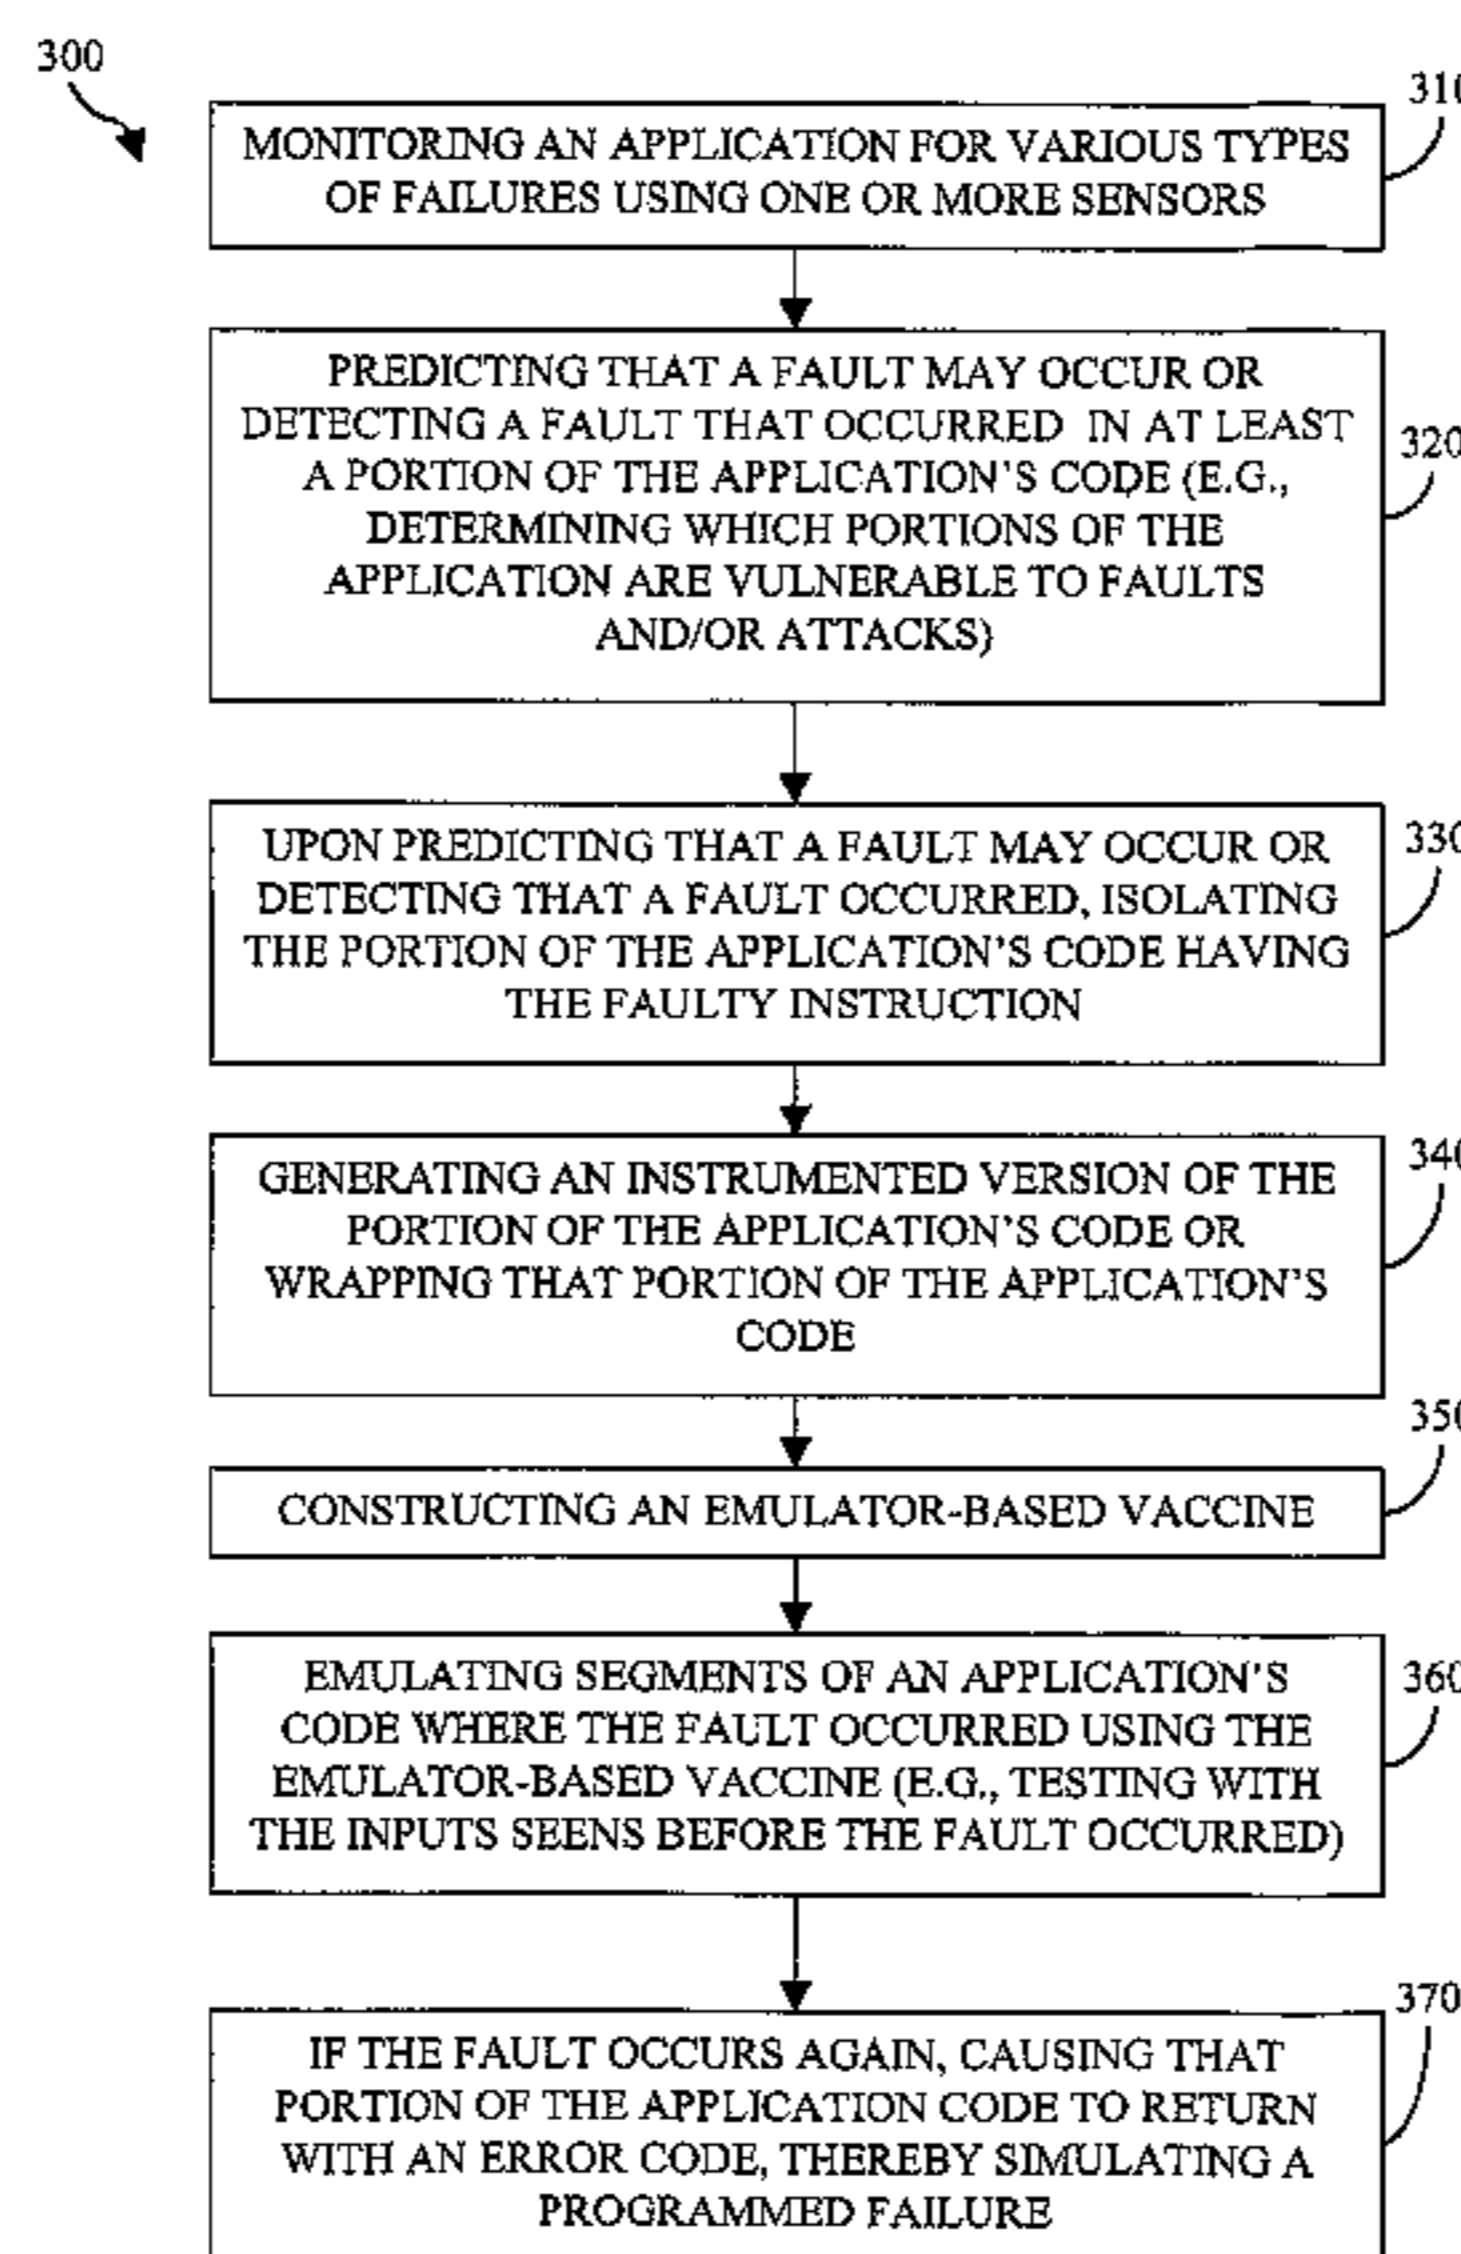 300
310
MONITORING AN APPLICATION FOR VARIOUS TYPES
OF FAILURES USING ONE OR MORE SENSORS
PREDICTING THAT A FAULT MAY OCCUR OR
DETECTING A FAULT THAT OCCURRED IN AT LEAST
A PORTION OF THE APPLICATION'S CODE (E.G.,
DETERMINING WHICH PORTIONS OF THE
APPLICATION ARE VULNERABLE TO FAULTS
AND/OR ATTACKS)
320
UPON PREDICTING THAT A FAULT MAY OCCUR OR
DETECTING THAT A FAULT OCCURRED, ISOLATING
THE PORTION OF THE APPLICATION'S CODE HAVING
THE FAULTY INSTRUCTION
330
GENERATING AN INSTRUMENTED VERSION OF THE
PORTION OF THE APPLICATION'S CODE OR
WRAPPING THAT PORTION OF THE APPLICATION'S
CODE
340
350
CONSTRUCTING AN EMULATOR-BASED VACCINE
EMULATING SEGMENTS OF AN APPLICATION'S
CODE WHERE THE FAULT OCCURRED USING THE
EMULATOR-BASED VACCINE (E.G., TESTING WITH
THE INPUTS SEENS BEFORE THE FAULT OCCURRED)
360
370
IF THE FAULT OCCURS AGAIN, CAUSING THAT
PORTION OF THE APPLICATION CODE TO RETURN
WITH AN ERROR CODE, THEREBY SIMULATING A
PROGRAMMED FAILURE